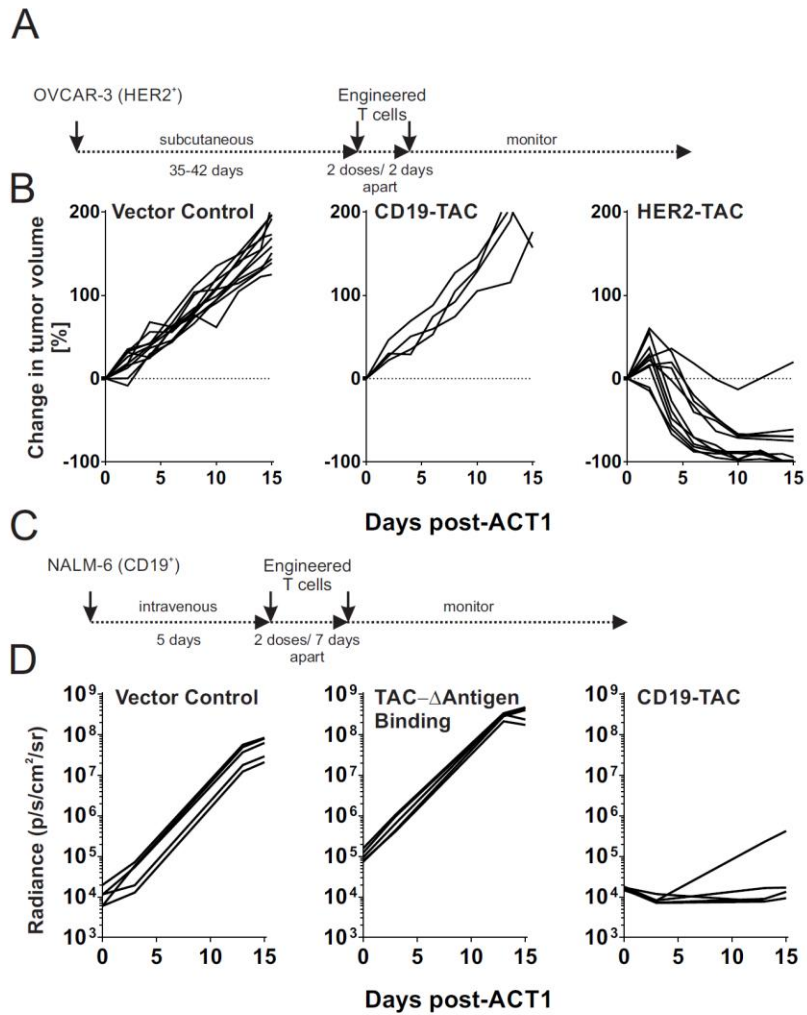 A
OVCAR-3 (HER2⁺)
Engineered
T cells
subcutaneous
monitor
35-42 days
2 doses/ 2 days
apart
B
Vector Control
CD19-TAC
HER2-TAC
Change in tumor volume
[%]
200
100
0
-100
0 5 10 15
200
100
0
-100
0 5 10 15
200
100
0
-100
0 5 10 15
Days post-ACT1
C
NALM-6 (CD19⁺)
Engineered
T cells
intravenous
monitor
5 days
2 doses/ 7 days
apart
D
Vector Control
TAC–ΔAntigen
Binding
CD19-TAC
Radiance (p/s/cm²/sr)
10⁹
10⁸
10⁷
10⁶
10⁵
10⁴
10³
0 5 10 15
10⁹
10⁸
10⁷
10⁶
10⁵
10⁴
10³
0 5 10 15
10⁹
10⁸
10⁷
10⁶
10⁵
10⁴
10³
0 5 10 15
Days post-ACT1